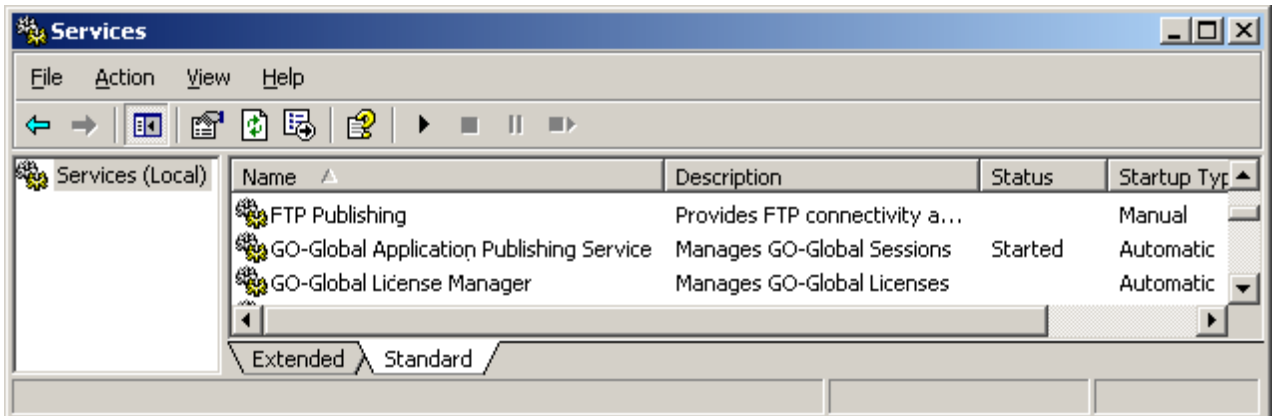 Services
File Action View Help
Services (Local)
Name Description Status Startup Typ
FTP Publishing Provides FTP connectivity a... Manual
GO-Global Application Publishing Service Manages GO-Global Sessions Started Automatic
GO-Global License Manager Manages GO-Global Licenses Automatic
Extended Standard